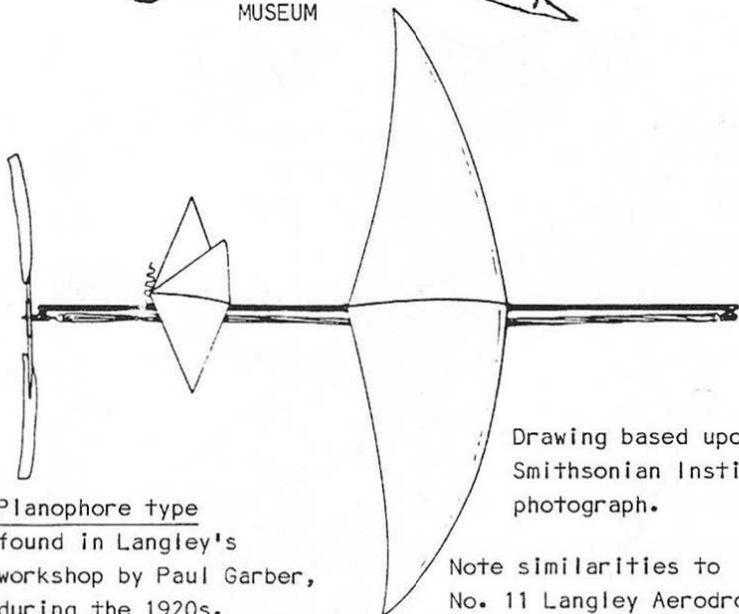 MUSEUM
Drawing based upo
Smithsonian Insti
photograph.
Planophore type
found in Langley's
workshop by Paul Garber,
during the 1920s.
Note similarities to
No. 11 Langley Aerodro